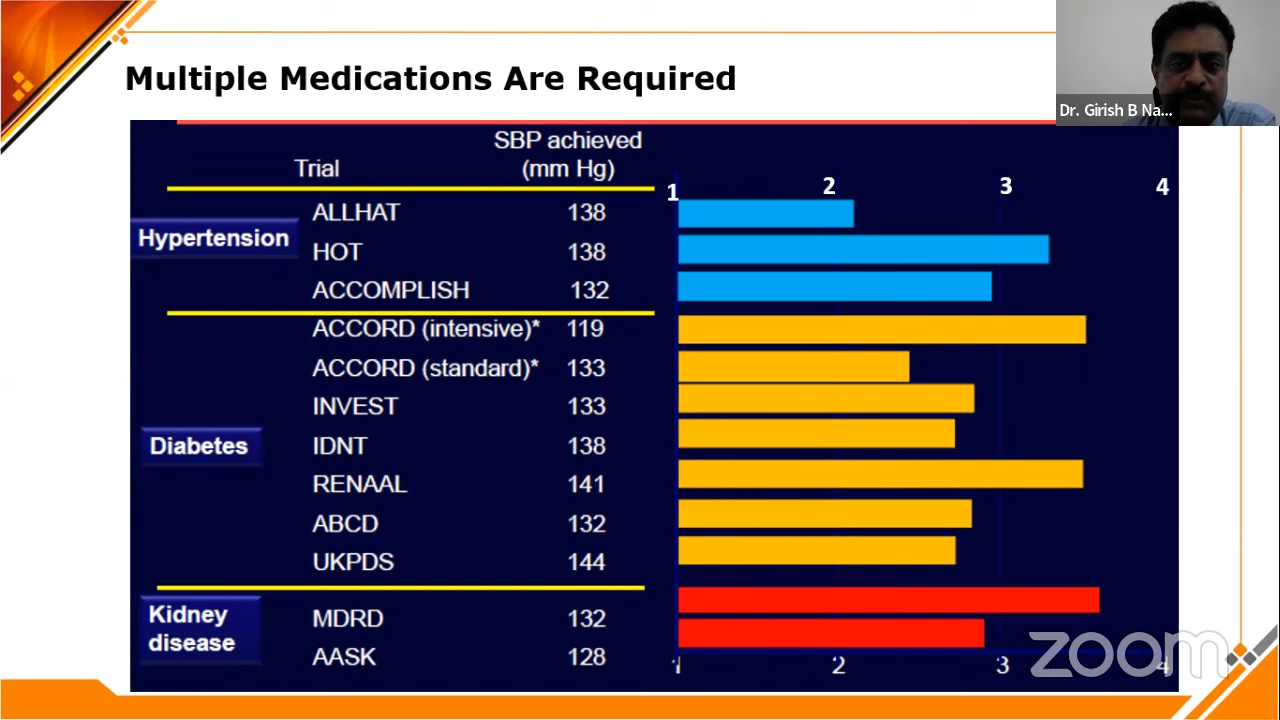 Multiple Medications Are Required
Dr. Girish B Na...
SBP achieved
Trial (mm Hg)
1 2 3 4
Hypertension
ALLHAT 138
HOT 138
ACCOMPLISH 132
Diabetes
ACCORD (intensive)* 119
ACCORD (standard)* 133
INVEST 133
IDNT 138
RENAAL 141
ABCD 132
UKPDS 144
Kidney
disease
MDRD 132
AASK 128
1 2 3 4
zoom